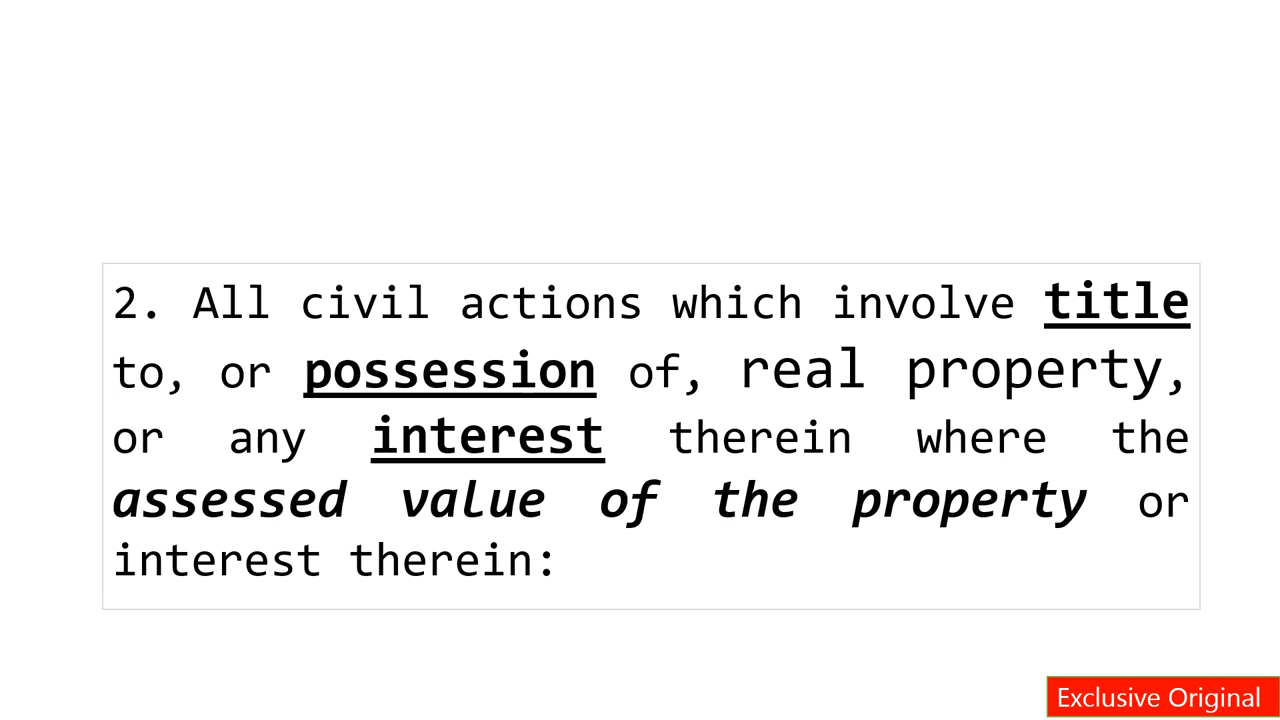 2. All civil actions which involve title
to, or possession of, real property,
or any interest therein where the
assessed value of the property or
interest therein:
Exclusive Original